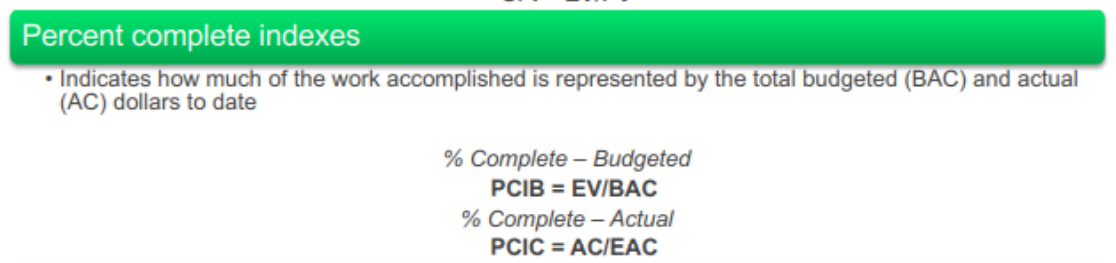 Percent complete indexes
• Indicates how much of the work accomplished is represented by the total budgeted (BAC) and actual
(AC) dollars to date
% Complete – Budgeted
PCIB = EV/BAC
% Complete – Actual
PCIC = AC/EAC